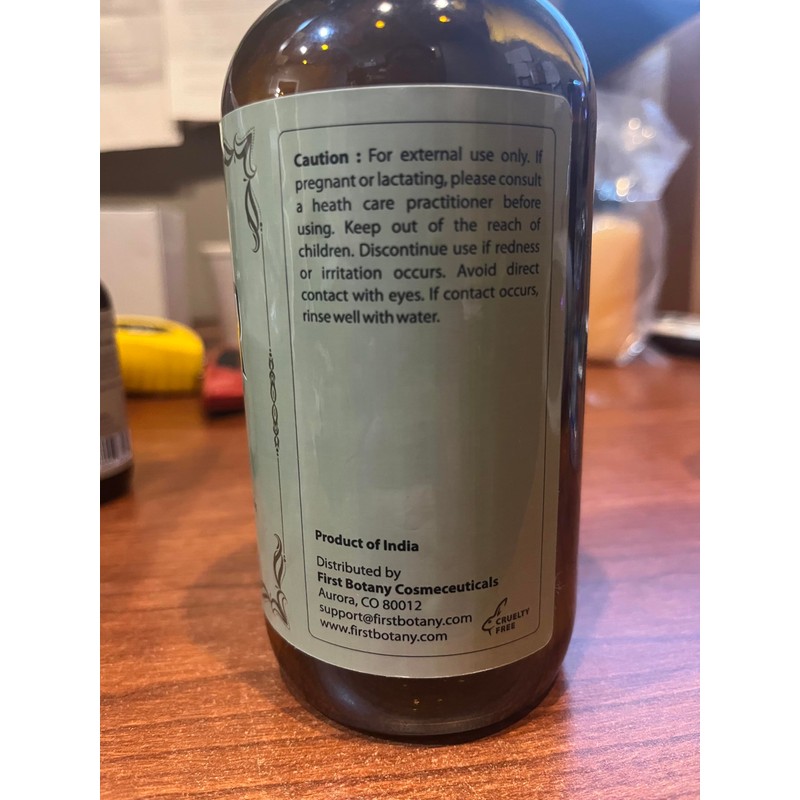 Caution : For external use only. If
pregnant or lactating, please consult
a heath care practitioner before
using. Keep out of the reach of
children. Discontinue use if redness
or irritation occurs. Avoid direct
contact with eyes. If contact occurs,
rinse well with water.
Product of India
Distributed by
First Botany Cosmeceuticals
Aurora, CO 80012
support@firstbotany.com
www.firstbotany.com
CRUELTY
FREE